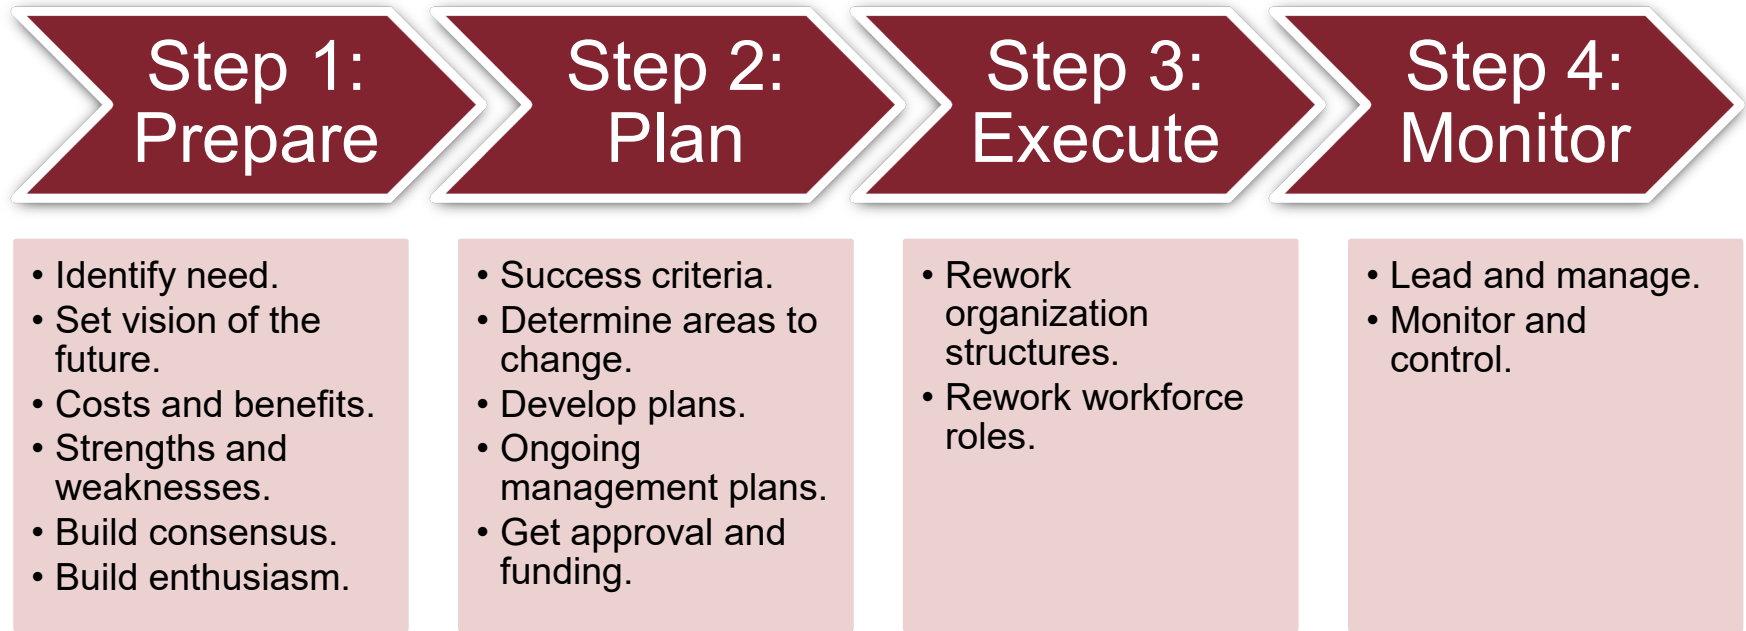 Step 1:
Prepare
Step 2:
Plan
Step 3:
Execute
Step 4:
Monitor
• Identify need.
• Set vision of the
future.
• Costs and benefits.
• Strengths and
weaknesses.
• Build consensus.
• Build enthusiasm.
• Success criteria.
• Determine areas to
change.
• Develop plans.
• Ongoing
management plans.
• Get approval and
funding.
• Rework
organization
structures.
• Rework workforce
roles.
• Lead and manage.
• Monitor and
control.